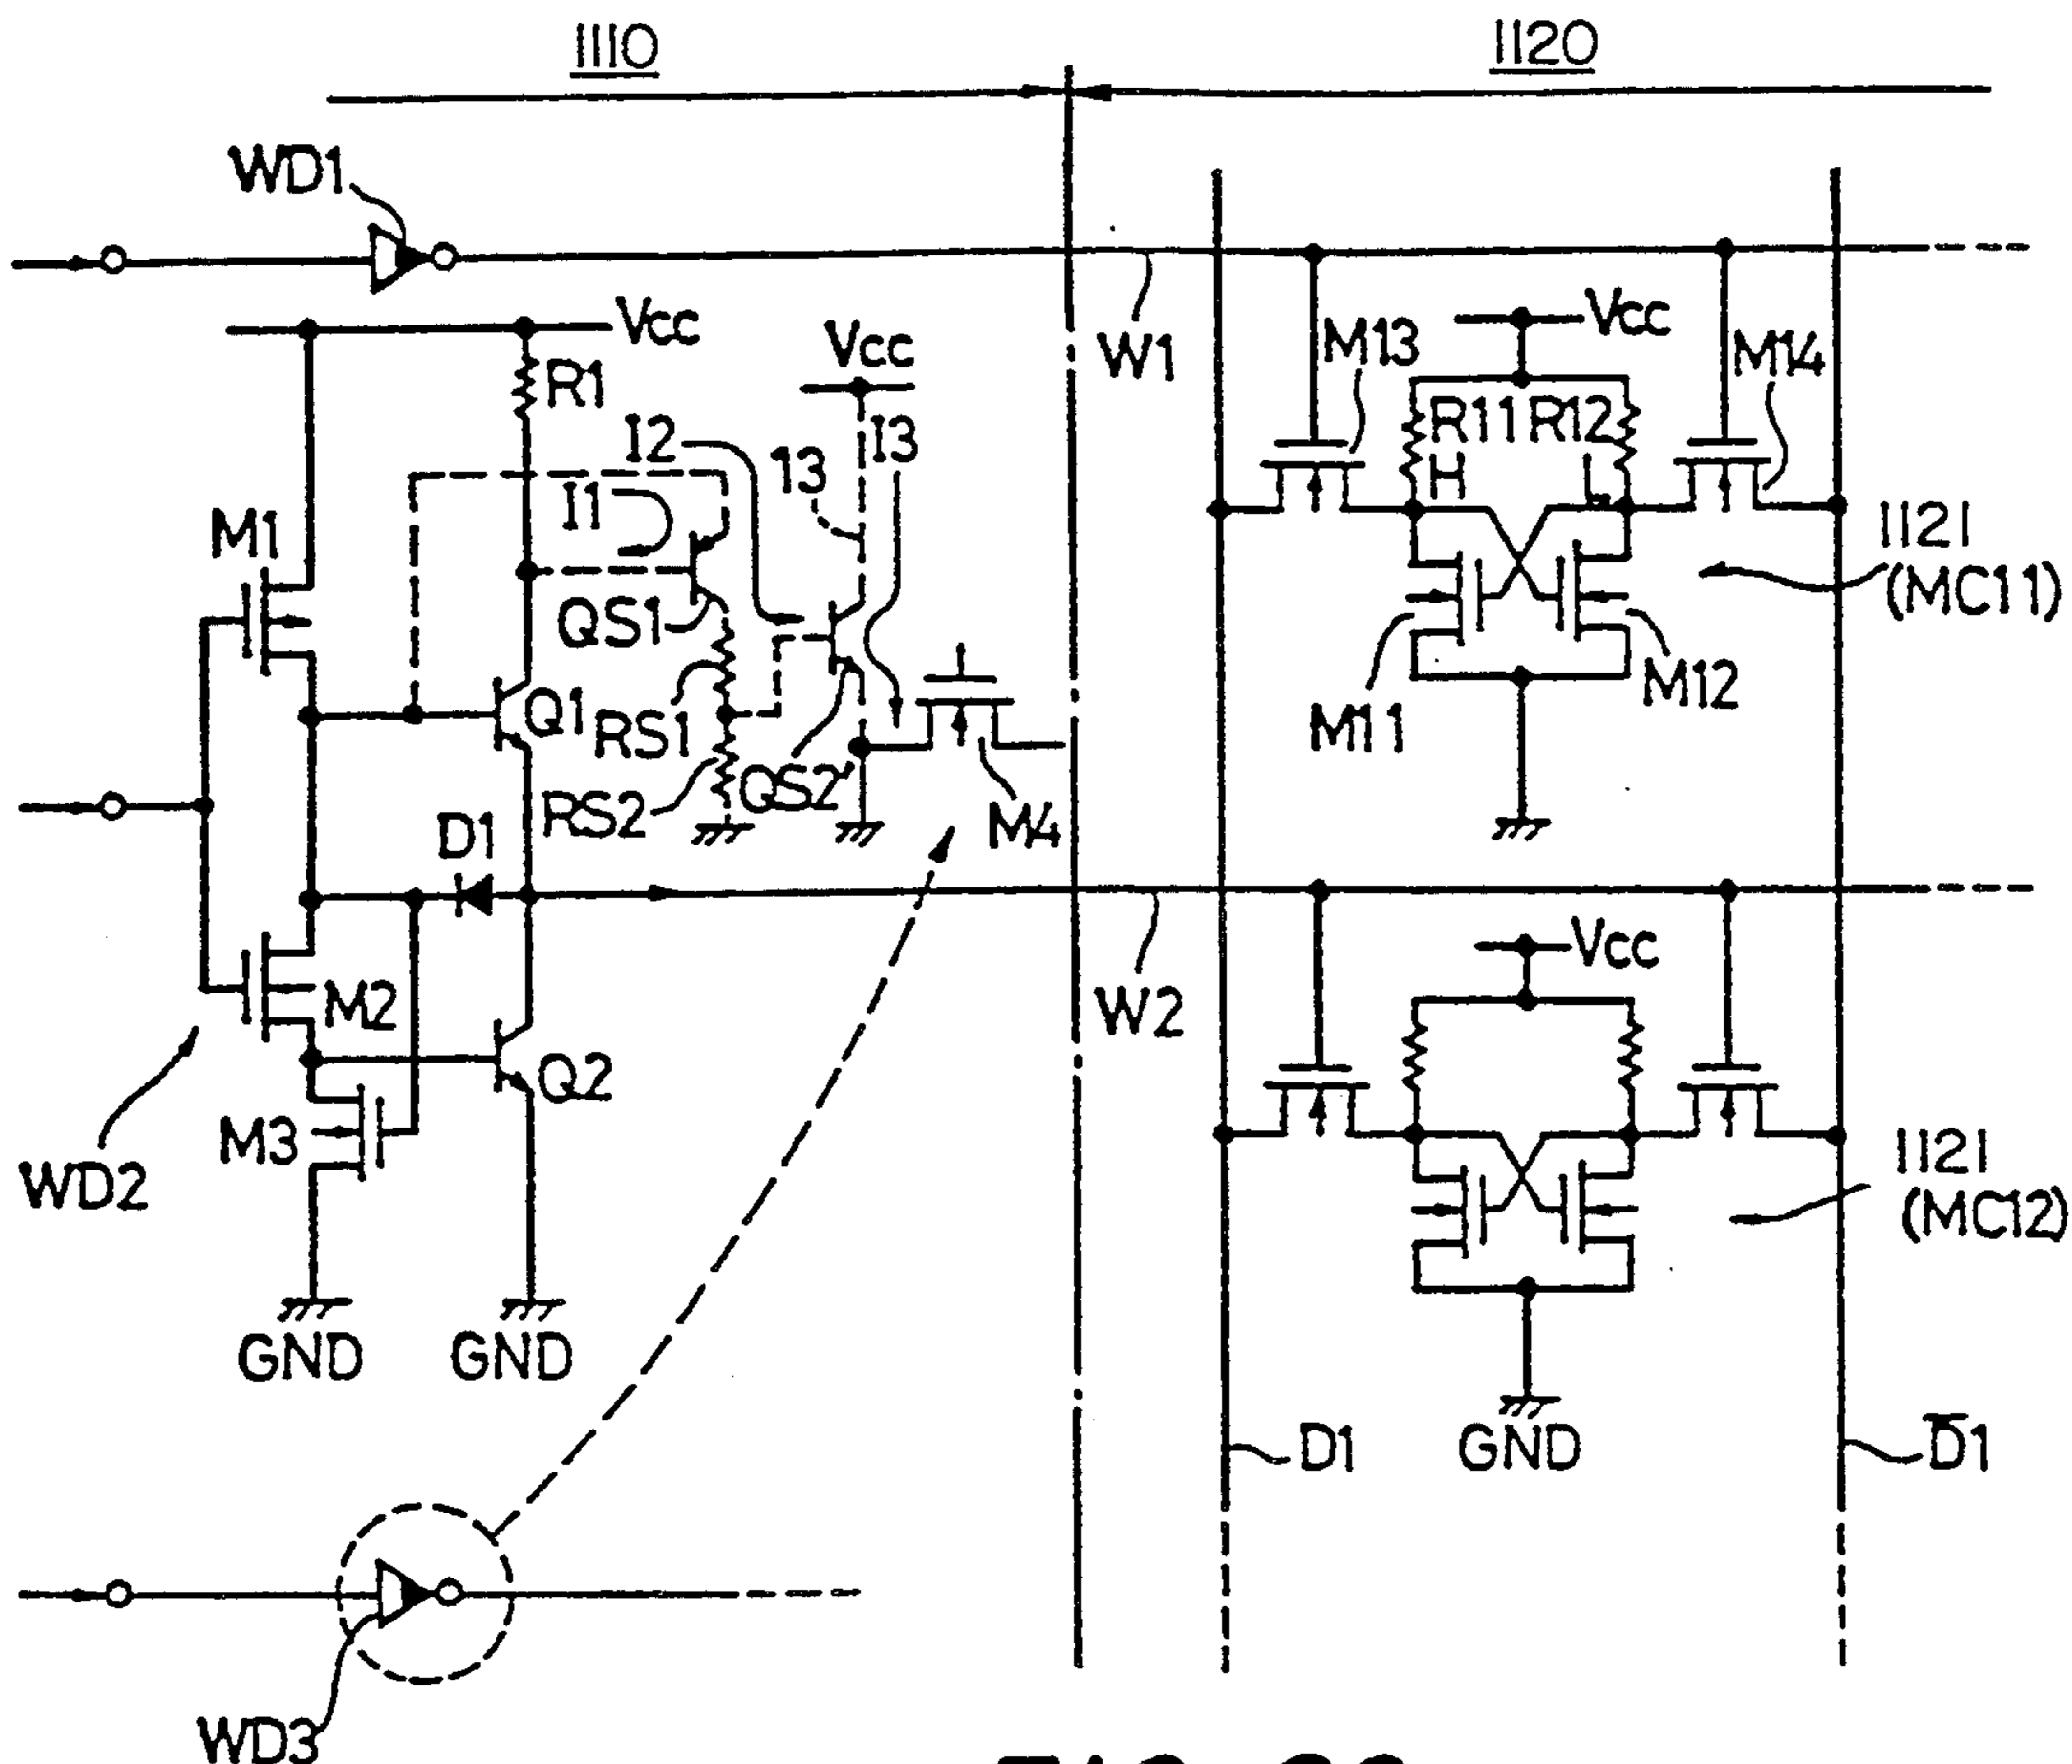 1110
1120
WD1
Vcc
R1
Vcc
W1
M13
Vcc
M14
I2
13
I3
R11
R12
H
L
I1
M1
QS1
1121
(MC11)
Q1
RS1
QS2
M11
M12
RS2
M4
D1
W2
Vcc
M2
Q2
M3
WD2
1121
(MC12)
GND
GND
D1
GND
D̅1
WD3